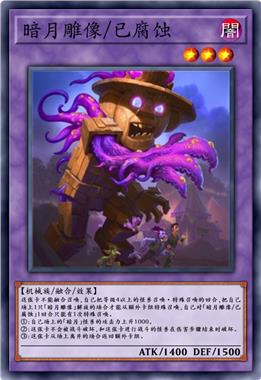 暗月雕像/已腐蚀
闇
【机械族/融合/效果】
这张卡不能融合召唤,自己把等级4以上的怪兽召唤·特殊召唤的回合,把自己
场上1只「暗月雕像」解放的场合才能从额外卡组特殊召唤,自己对「暗月雕像/已
腐蚀」1回合只能有1次特殊召唤。
①:自己场上的「暗月」怪兽的攻击力上升1000。
②:这张卡不会被战斗破坏,和这张卡进行战斗的怪兽在伤害步骤结束时破坏。
③:这张卡从场上离开的场合返回额外卡组。
ATK/1400 DEF/1500